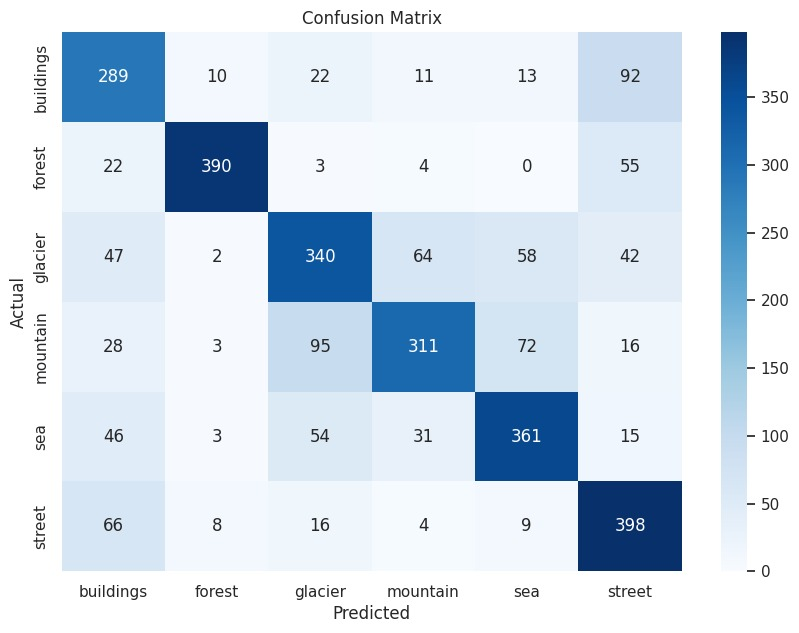 Confusion Matrix
Actual
buildings 289 10 22 11 13 92
forest 22 390 3 4 0 55
glacier 47 2 340 64 58 42
mountain 28 3 95 311 72 16
sea 46 3 54 31 361 15
street 66 8 16 4 9 398
buildings forest glacier mountain sea street
Predicted
350
300
250
200
150
100
50
0